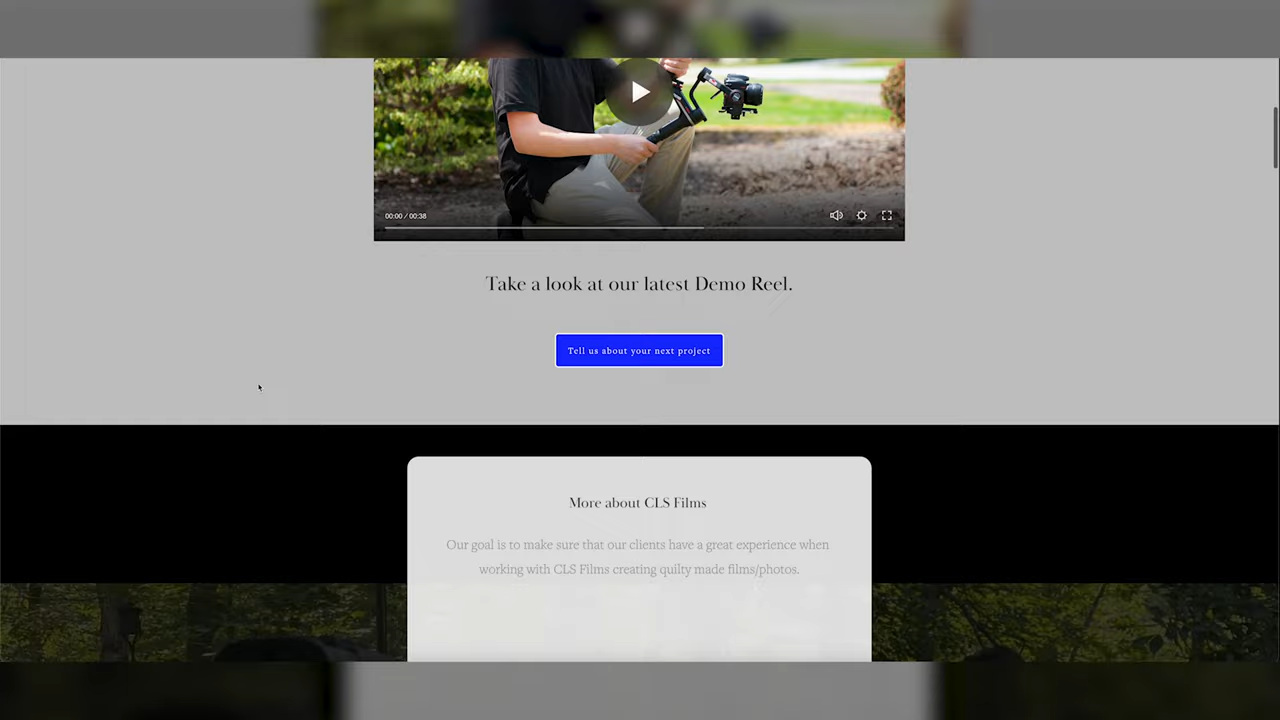 00:00 / 00:38
Take a look at our latest Demo Reel.
Tell us about your next project
More about CLS Films
Our goal is to make sure that our clients have a great experience when
working with CLS Films creating quilty made films/photos.